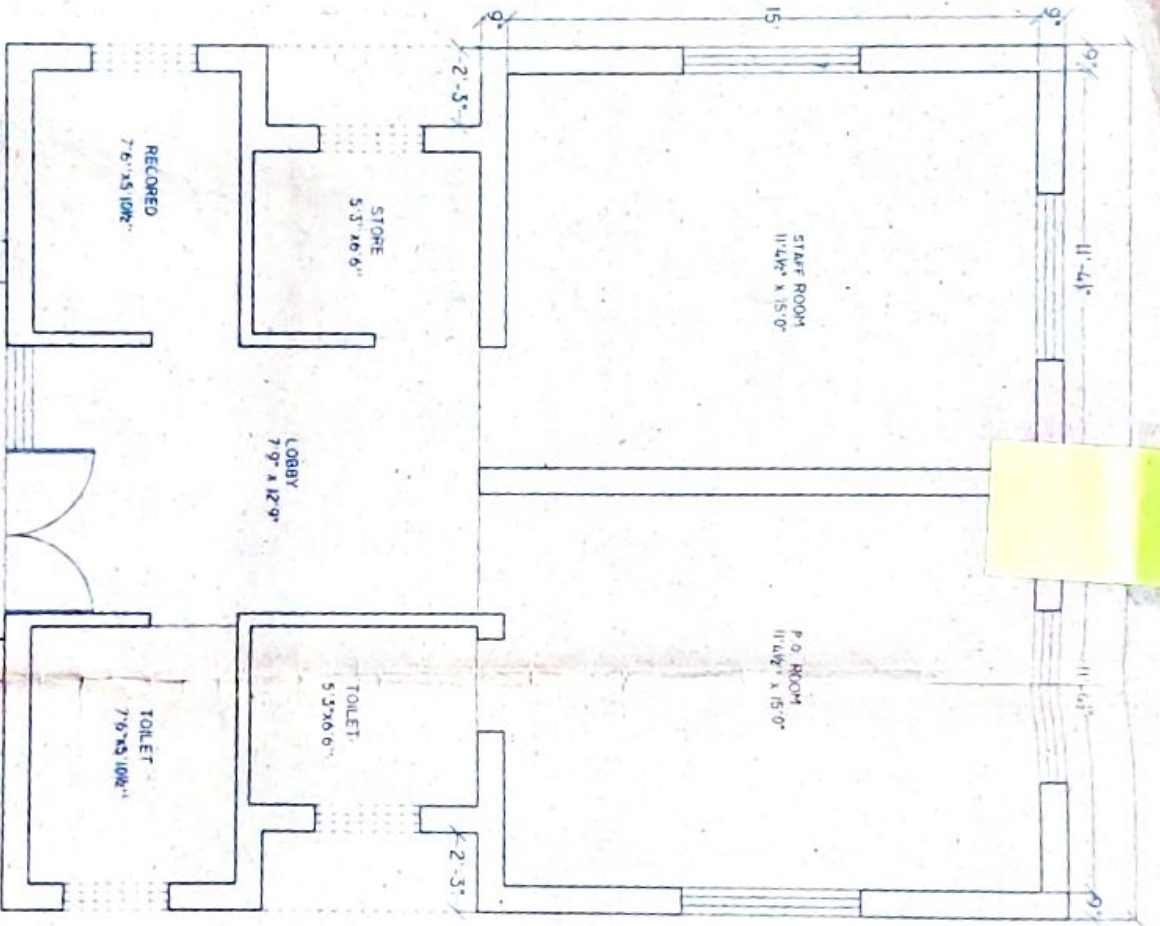 9"
15'
9"
9"
11'-4½"
11'-4½"
9"
2'-3"
2'-3"
RECORED
7'6"x5'10½"
STORE
5'3"x6'6"
STAFF ROOM
11'4½" x 15'0"
LOBBY
7'9" x 12'9"
P.O. ROOM
11'4½" x 15'0"
TOILET
5'3"x6'6"
TOILET
7'6"x5'10½"